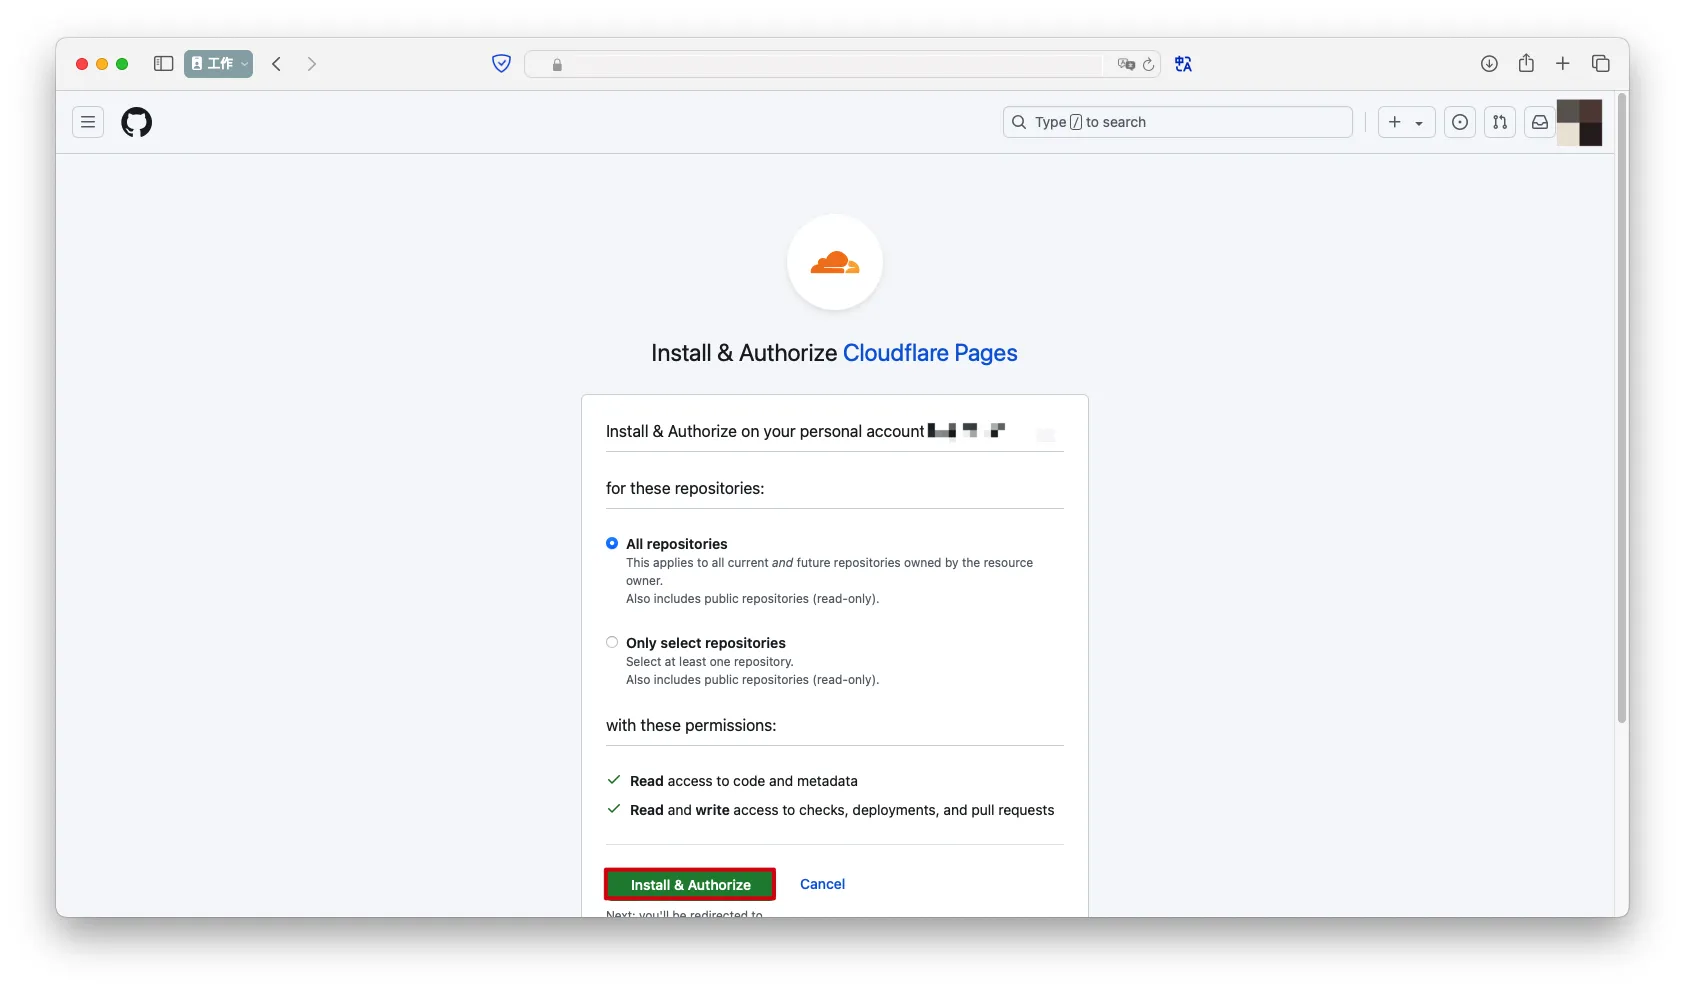 工作
Type / to search
Install & Authorize Cloudflare Pages
Install & Authorize on your personal account
for these repositories:
All repositories
This applies to all current and future repositories owned by the resource
owner.
Also includes public repositories (read-only).
Only select repositories
Select at least one repository.
Also includes public repositories (read-only).
with these permissions:
Read access to code and metadata
Read and write access to checks, deployments, and pull requests
Install & Authorize Cancel
Next: you'll be redirected to